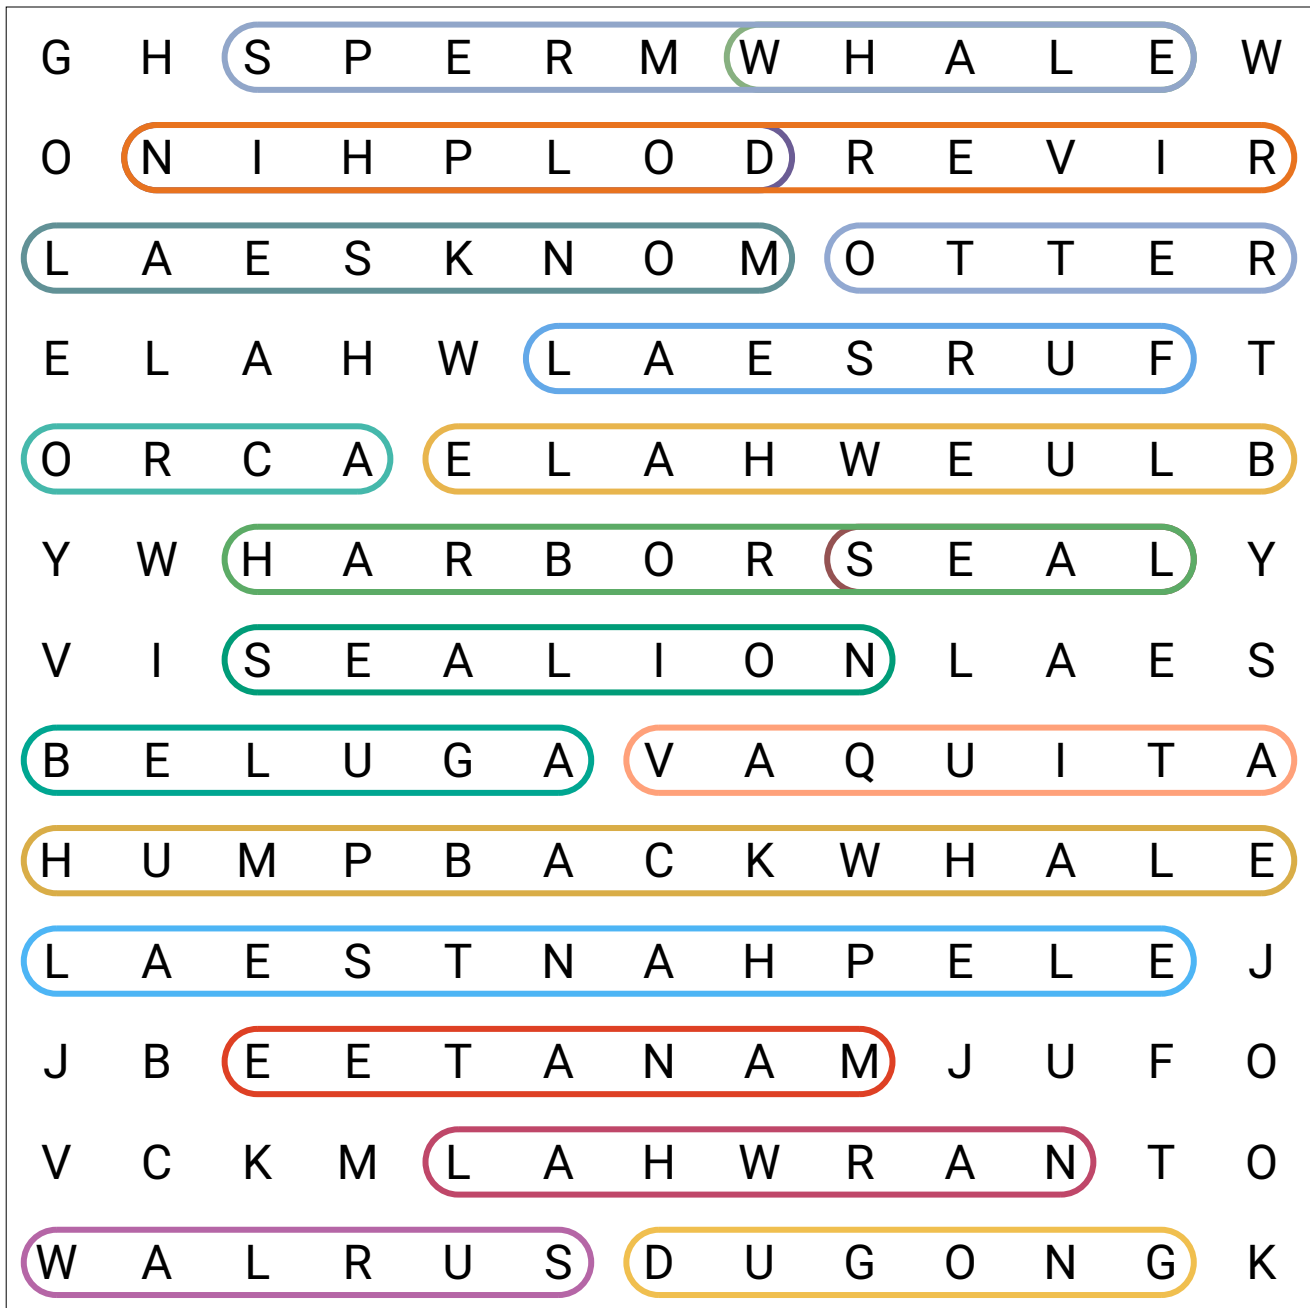 G H S P E R M W H A L E W
O N I H P L O D R E V I R
L A E S K N O M O T T E R
E L A H W L A E S R U F T
O R C A E L A H W E U L B
Y W H A R B O R S E A L Y
V I S E A L I O N L A E S
B E L U G A V A Q U I T A
H U M P B A C K W H A L E
L A E S T N A H P E L E J
J B E E T A N A M J U F O
V C K M L A H W R A N T O
W A L R U S D U G O N G K